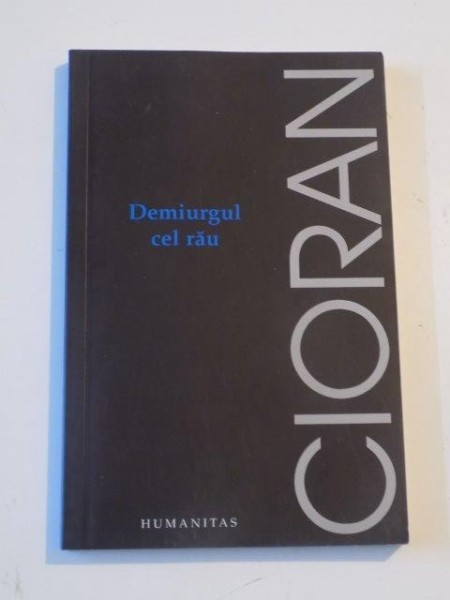 CIORAN
Demiurgul
cel rău
HUMANITAS